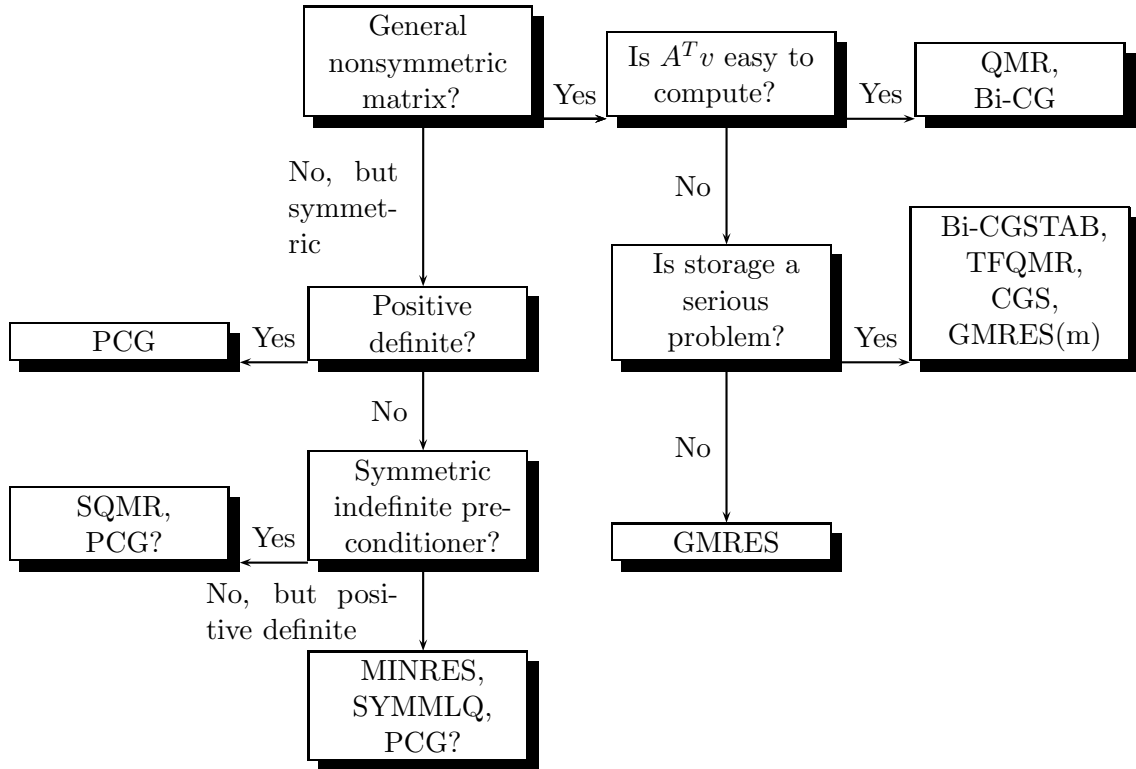 General
nonsymmetric
matrix?
Yes
Is $A^T v$ easy to
compute?
Yes
QMR,
Bi-CG
No, but
symmet-
ric
No
Positive
definite?
Yes
PCG
Is storage a
serious
problem?
Yes
Bi-CGSTAB,
TFQMR,
CGS,
GMRES(m)
No
No
Symmetric
indefinite pre-
conditioner?
Yes
SQMR,
PCG?
GMRES
No, but posi-
tive definite
MINRES,
SYMMLQ,
PCG?